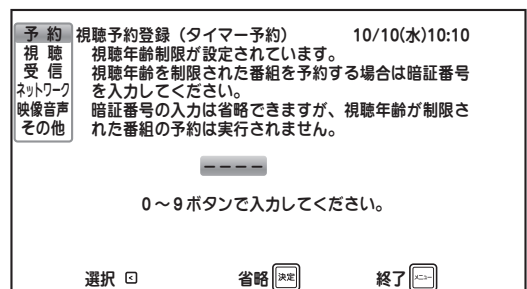 予 約
視 聴
受 信
ネットワーク
映像音声
その他
視聴予約登録（タイマー予約） 10/10(水)10:10
視聴年齢制限が設定されています。
視聴年齢を制限された番組を予約する場合は暗証番号
を入力してください。
暗証番号の入力は省略できますが、視聴年齢が制限さ
れた番組の予約は実行されません。
－－－－
０～９ボタンで入力してください。
選択 < 省略 決定 終了 メニュー